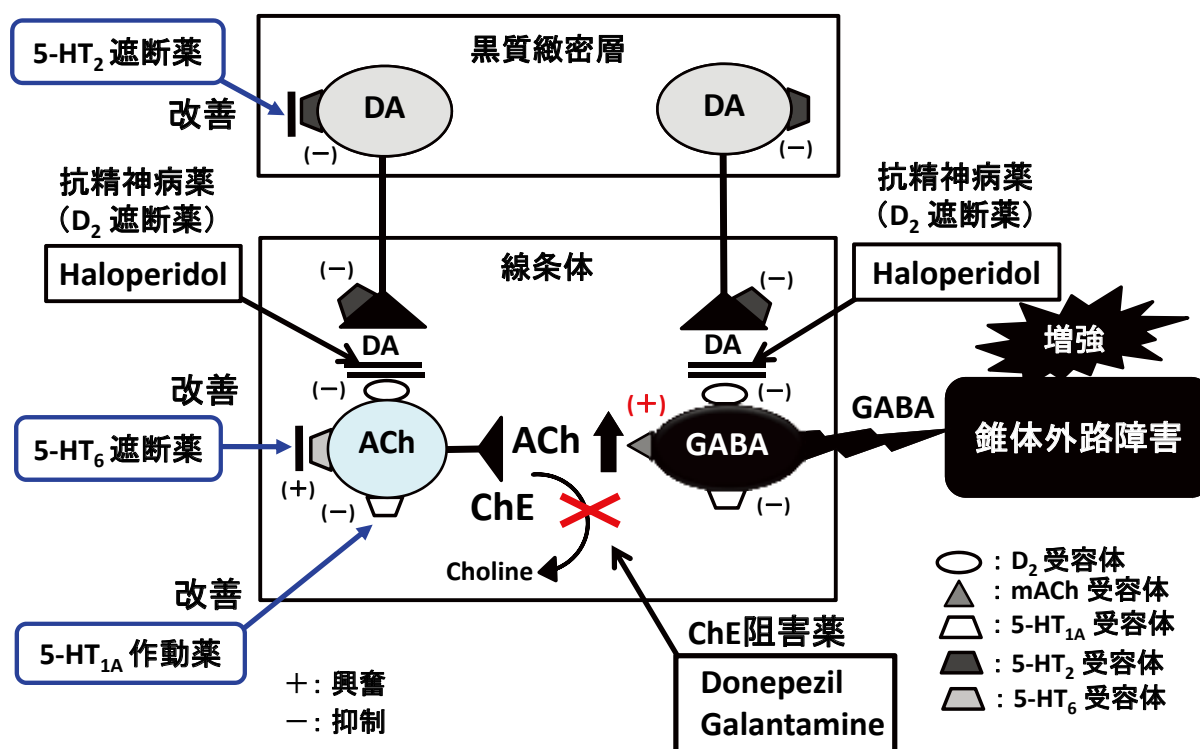 5-HT2 遮断薬
改善
黒質緻密層
DA
(－)
DA
(－)
抗精神病薬
（D2 遮断薬）
Haloperidol
抗精神病薬
（D2 遮断薬）
Haloperidol
線条体
(－)
DA
(－)
(－)
DA
(－)
増強
改善
5-HT6 遮断薬
(＋)
ACh
(－)
ACh
ChE
Choline
(＋)
GABA
(－)
GABA
錐体外路障害
改善
5-HT1A 作動薬
＋: 興奮
－: 抑制
ChE阻害薬
Donepezil
Galantamine
: D2 受容体
: mACh 受容体
: 5-HT1A 受容体
: 5-HT2 受容体
: 5-HT6 受容体